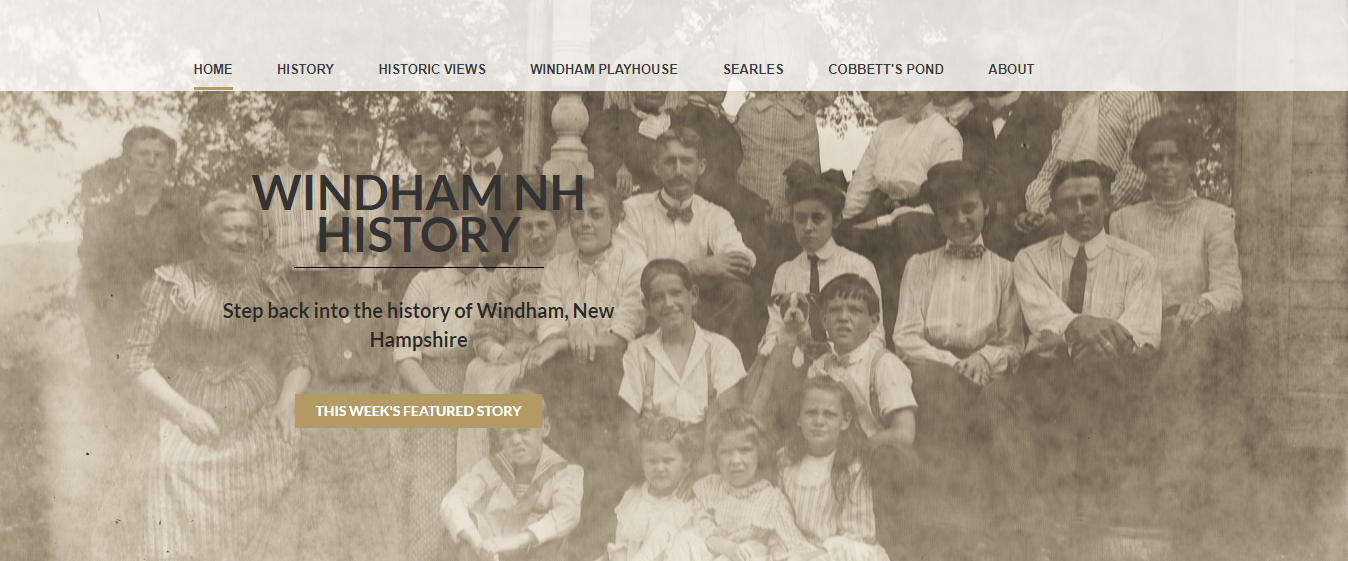 HOME HISTORY HISTORIC VIEWS WINDHAM PLAYHOUSE SEARLES COBBETT'S POND ABOUT
WINDHAM NH
HISTORY
Step back into the history of Windham, New
Hampshire
THIS WEEK'S FEATURED STORY